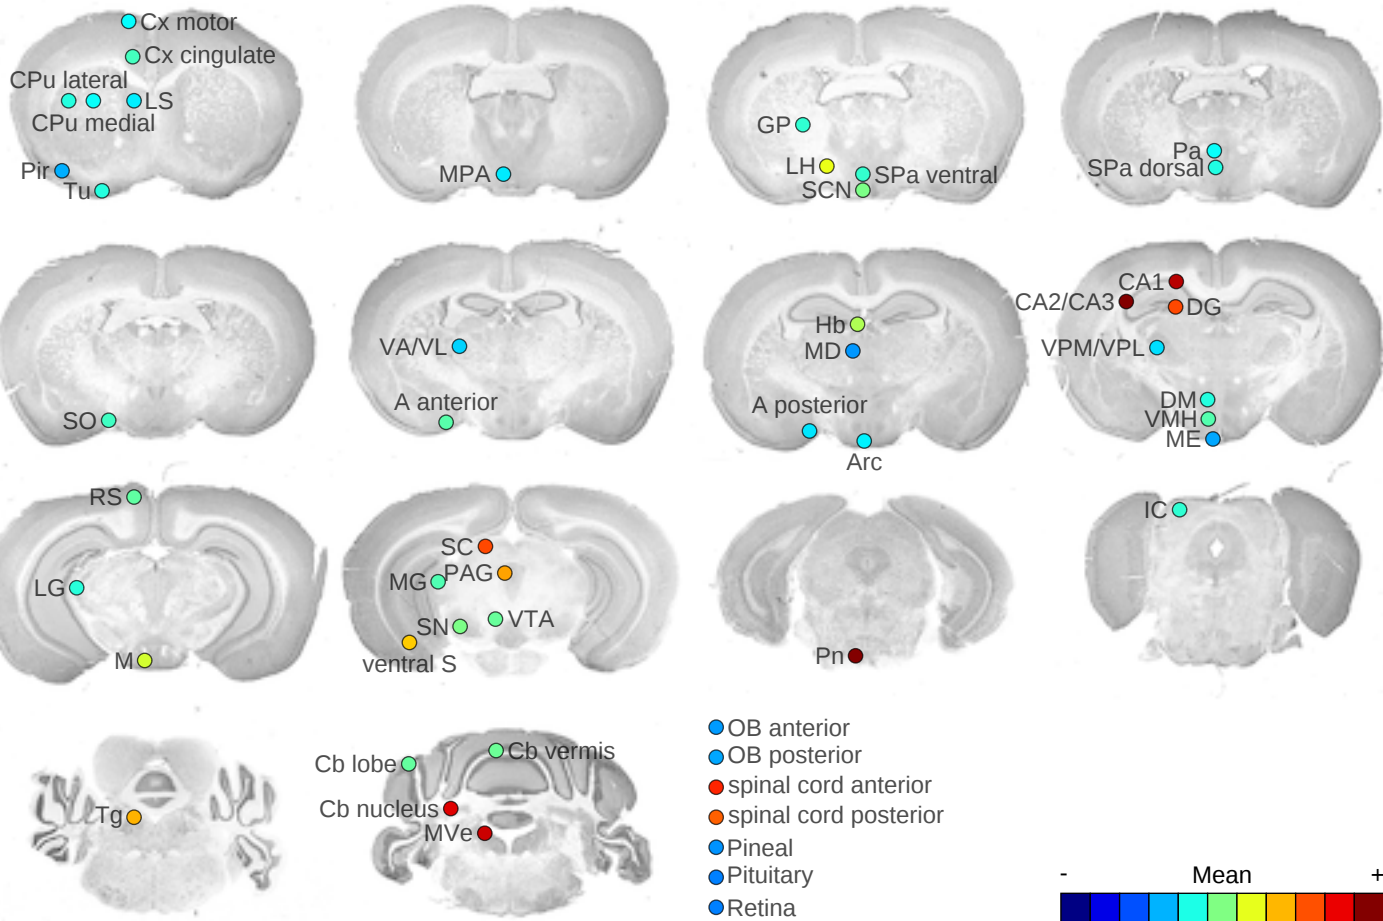 Cx motor
Cx cingulate
CPu lateral
LS
CPu medial
Pir
Tu
MPA
GP
LH
SPa ventral
SCN
Pa
SPa dorsal
SO
VA/VL
A anterior
Hb
MD
A posterior
Arc
CA1
CA2/CA3
DG
VPM/VPL
DM
VMH
ME
RS
LG
M
SC
PAG
MG
SN
VTA
ventral S
Pn
IC
Tg
Cb lobe
Cb vermis
Cb nucleus
MVe
OB anterior
OB posterior
spinal cord anterior
spinal cord posterior
Pineal
Pituitary
Retina
- Mean +